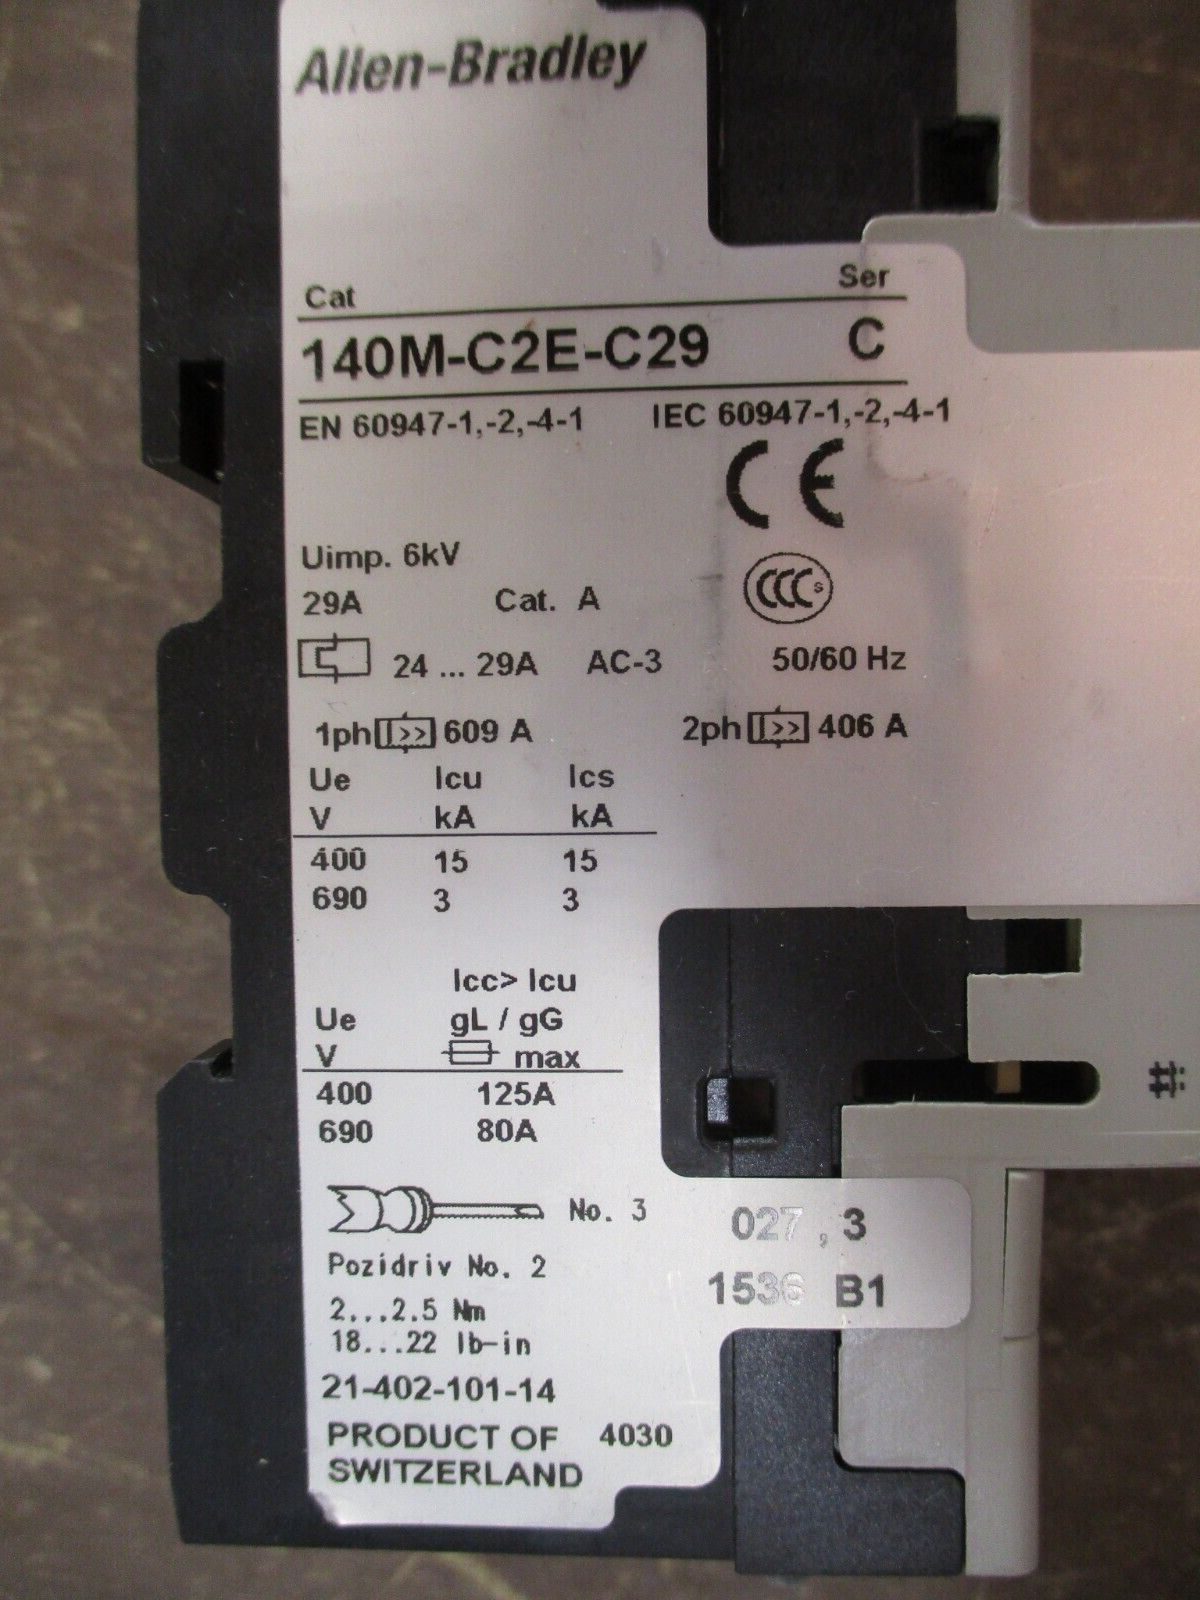 Allen-Bradley
Cat Ser
140M-C2E-C29 C
EN 60947-1,-2,-4-1 IEC 60947-1,-2,-4-1
CE
Uimp. 6kV
29A Cat. A
CCC S
24 ... 29A AC-3 50/60 Hz
1ph >> 609 A 2ph >> 406 A
Ue Icu Ics
V kA kA
400 15 15
690 3 3
Icc> Icu
Ue gL / gG
V max
400 125A
690 80A
No. 3
Pozidriv No. 2
2...2.5 Nm
18...22 lb-in
027 , 3
1536 B1
21-402-101-14
PRODUCT OF 4030
SWITZERLAND
#: